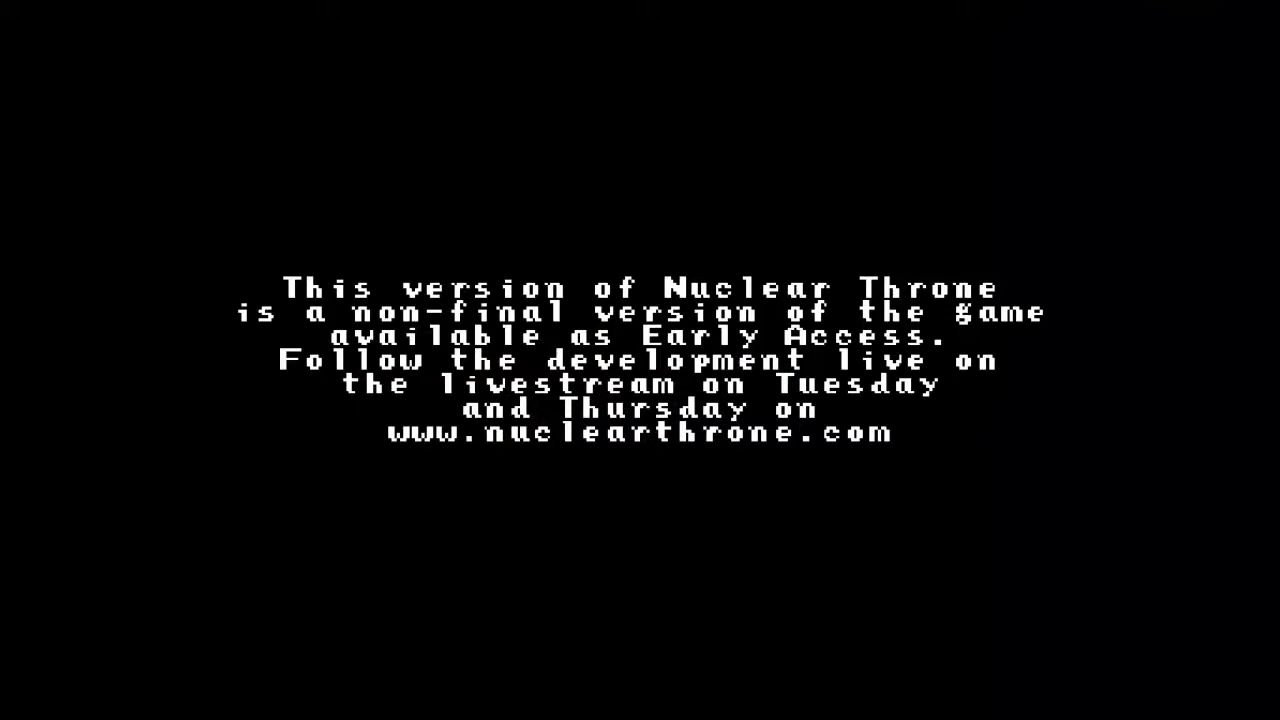 This version of Nuclear Throne
is a non-final version of the game
available as Early Access.
Follow the development live on
the livestream on Tuesday
and Thursday on
www.nuclearthrone.com